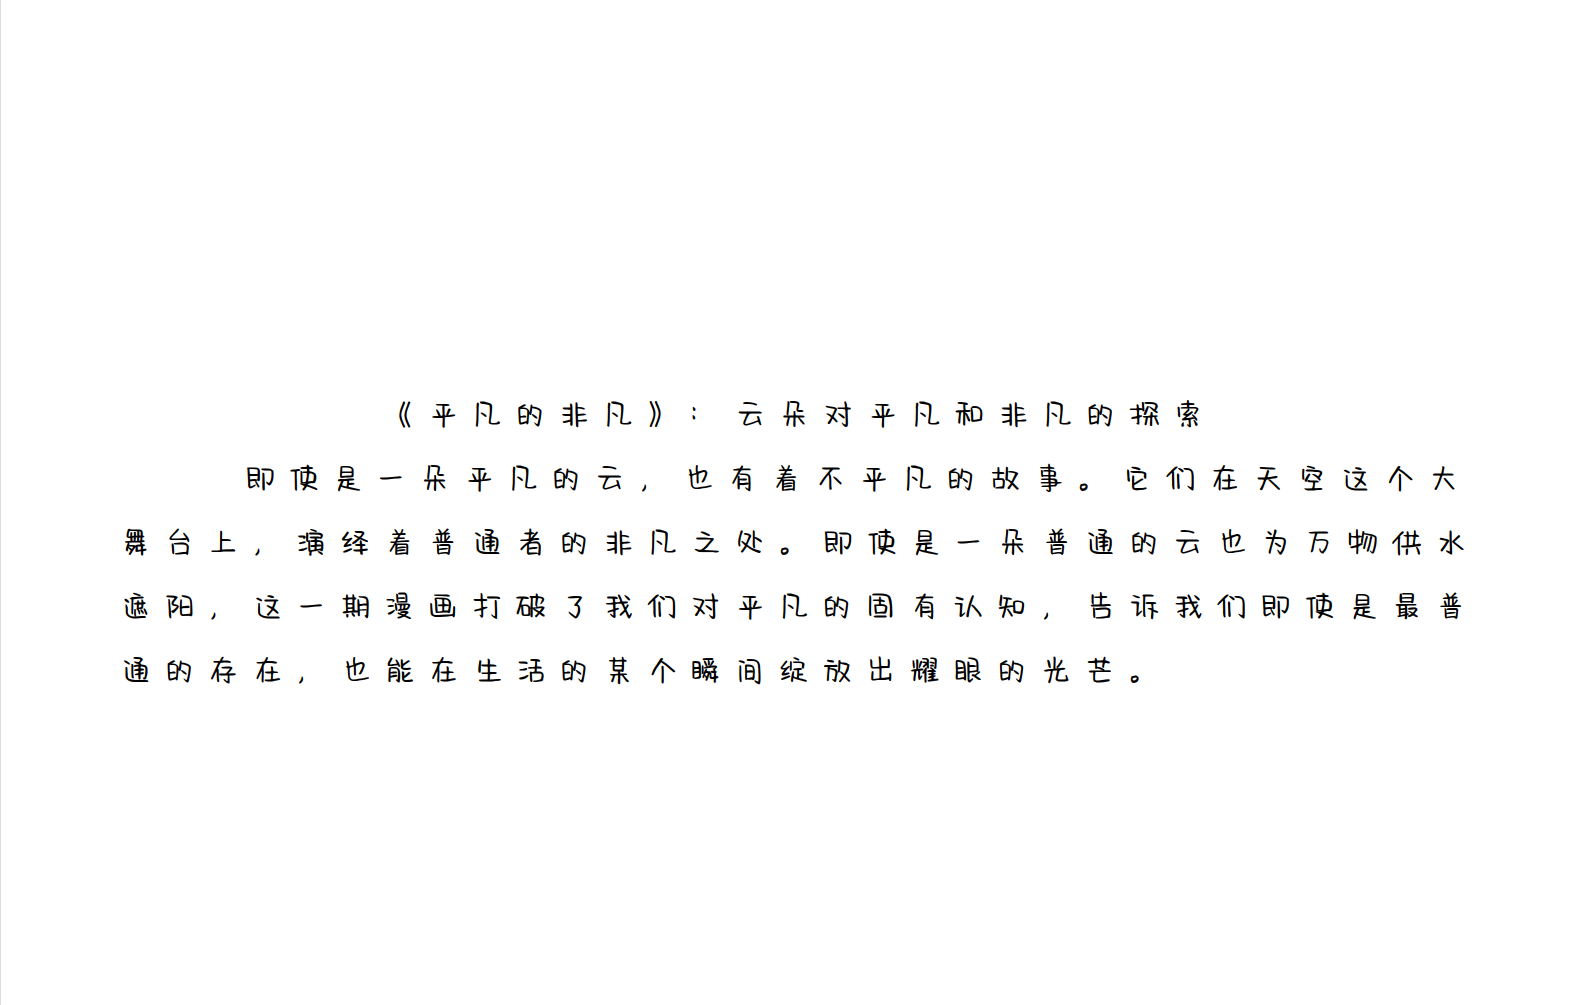 《平凡的非凡》：云朵对平凡和非凡的探索
即使是一朵平凡的云，也有着不平凡的故事。它们在天空这个大
舞台上，演绎着普通者的非凡之处。即使是一朵普通的云也为万物供水
遮阳，这一期漫画打破了我们对平凡的固有认知，告诉我们即使是最普
通的存在，也能在生活的某个瞬间绽放出耀眼的光芒。